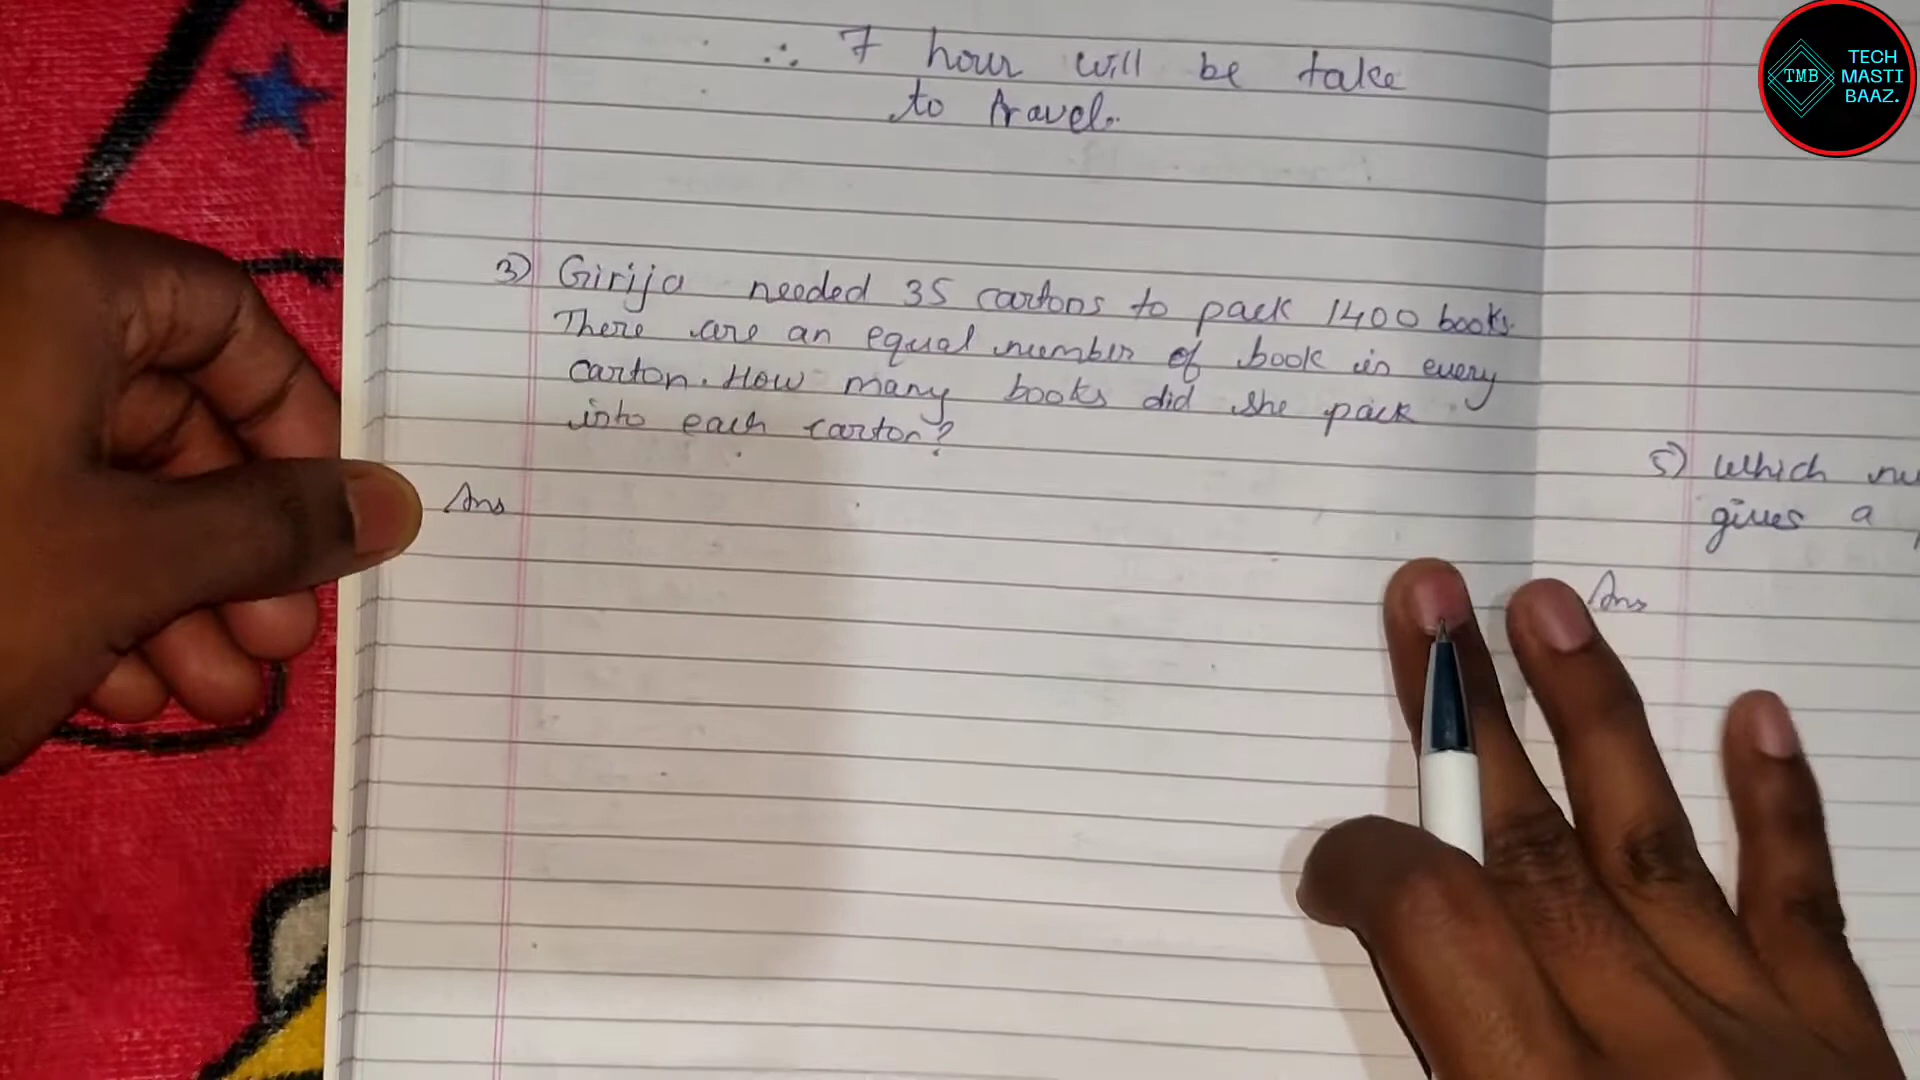 ∴ 7 hour will be take
to travel.
3) Girija needed 35 cartons to pack 1400 books.
There are an equal number of book in every
carton. How many books did she pack
into each carton?
Ans
5) Which
gives a
Ans
TMB
TECH
MASTI
BAAZ.